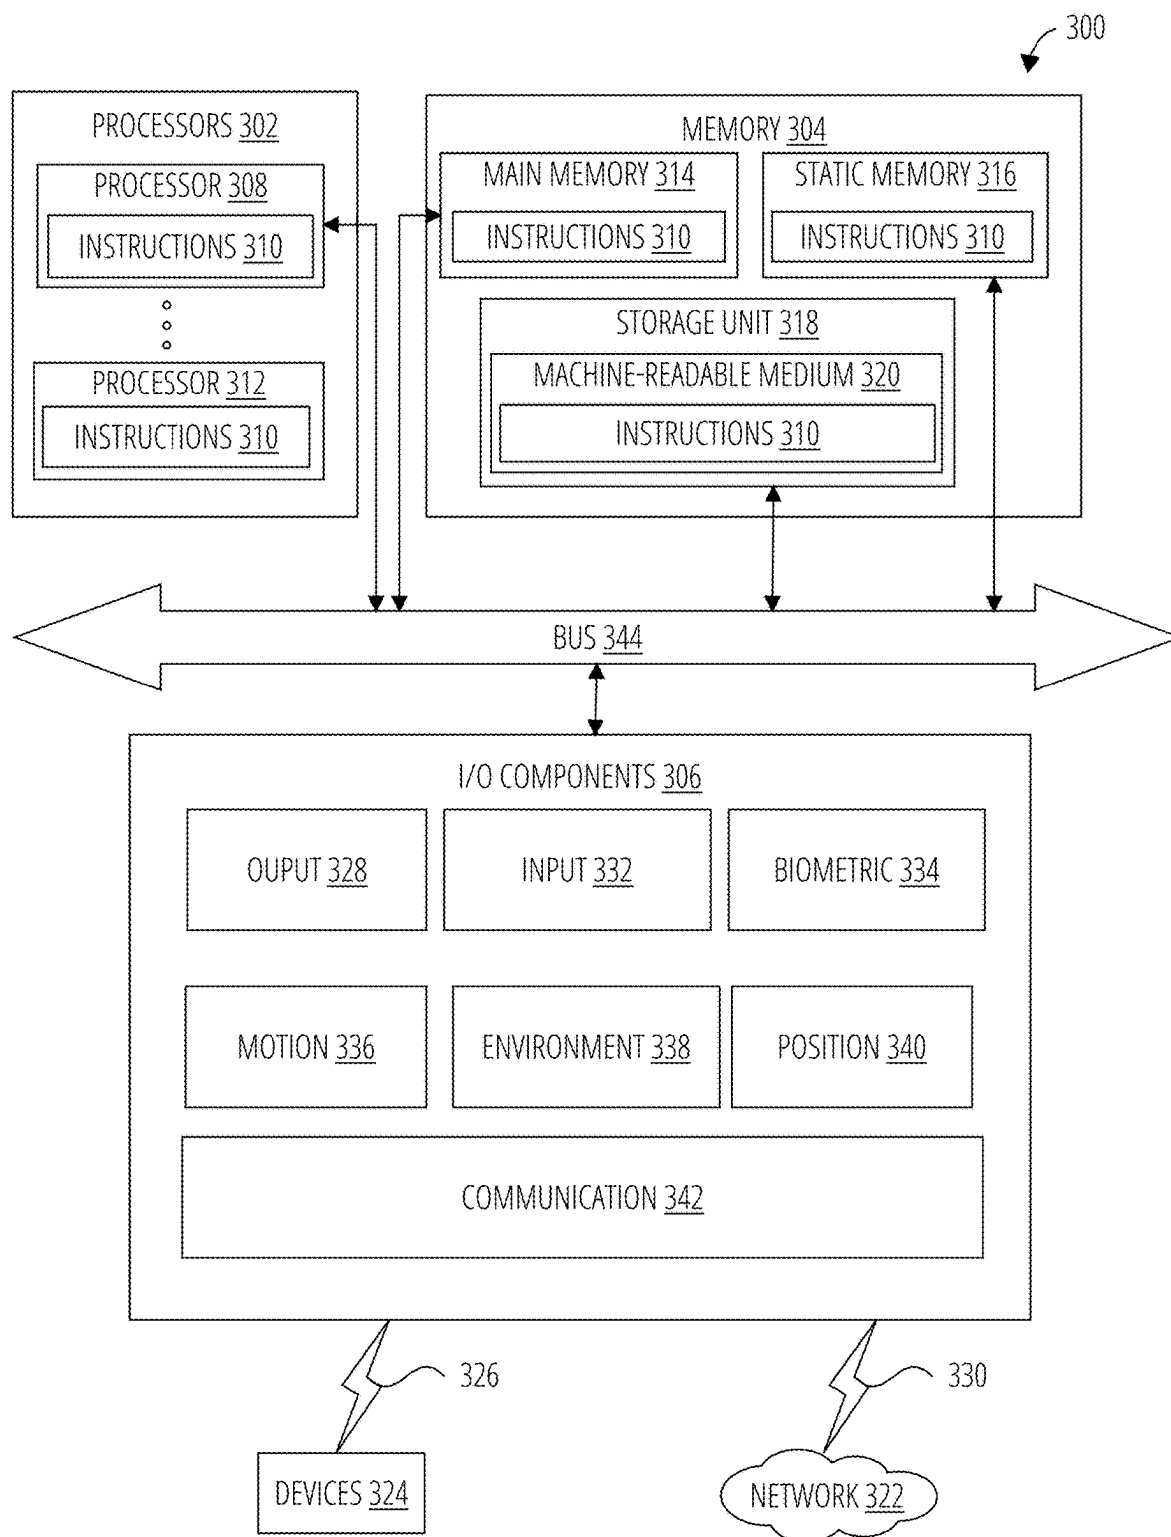 300
PROCESSORS 302
PROCESSOR 308
INSTRUCTIONS 310
PROCESSOR 312
INSTRUCTIONS 310
MEMORY 304
MAIN MEMORY 314
INSTRUCTIONS 310
STATIC MEMORY 316
INSTRUCTIONS 310
STORAGE UNIT 318
MACHINE-READABLE MEDIUM 320
INSTRUCTIONS 310
BUS 344
I/O COMPONENTS 306
OUPUT 328
INPUT 332
BIOMETRIC 334
MOTION 336
ENVIRONMENT 338
POSITION 340
COMMUNICATION 342
326
330
DEVICES 324
NETWORK 322